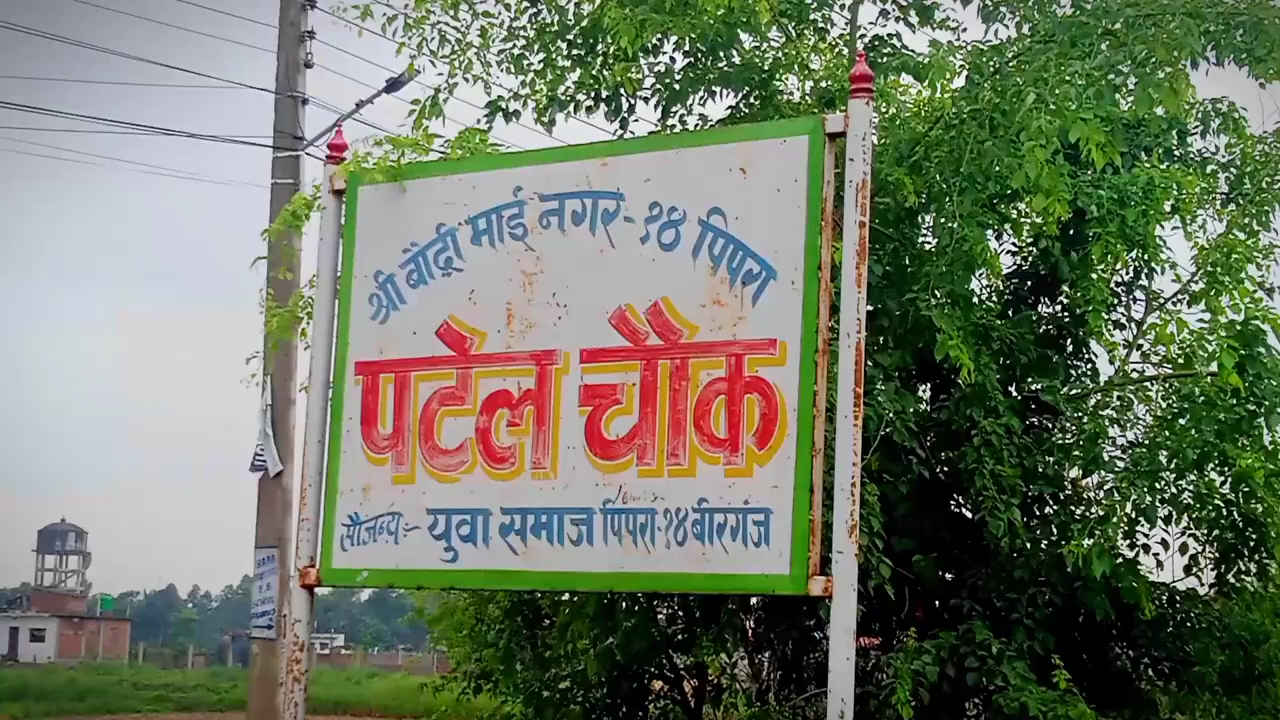 श्री बौद्री माई नगर-१४ पिपरा
पटेल चौक
सौजन्य:- युवा समाज पिपरा-१४ बीरगंज